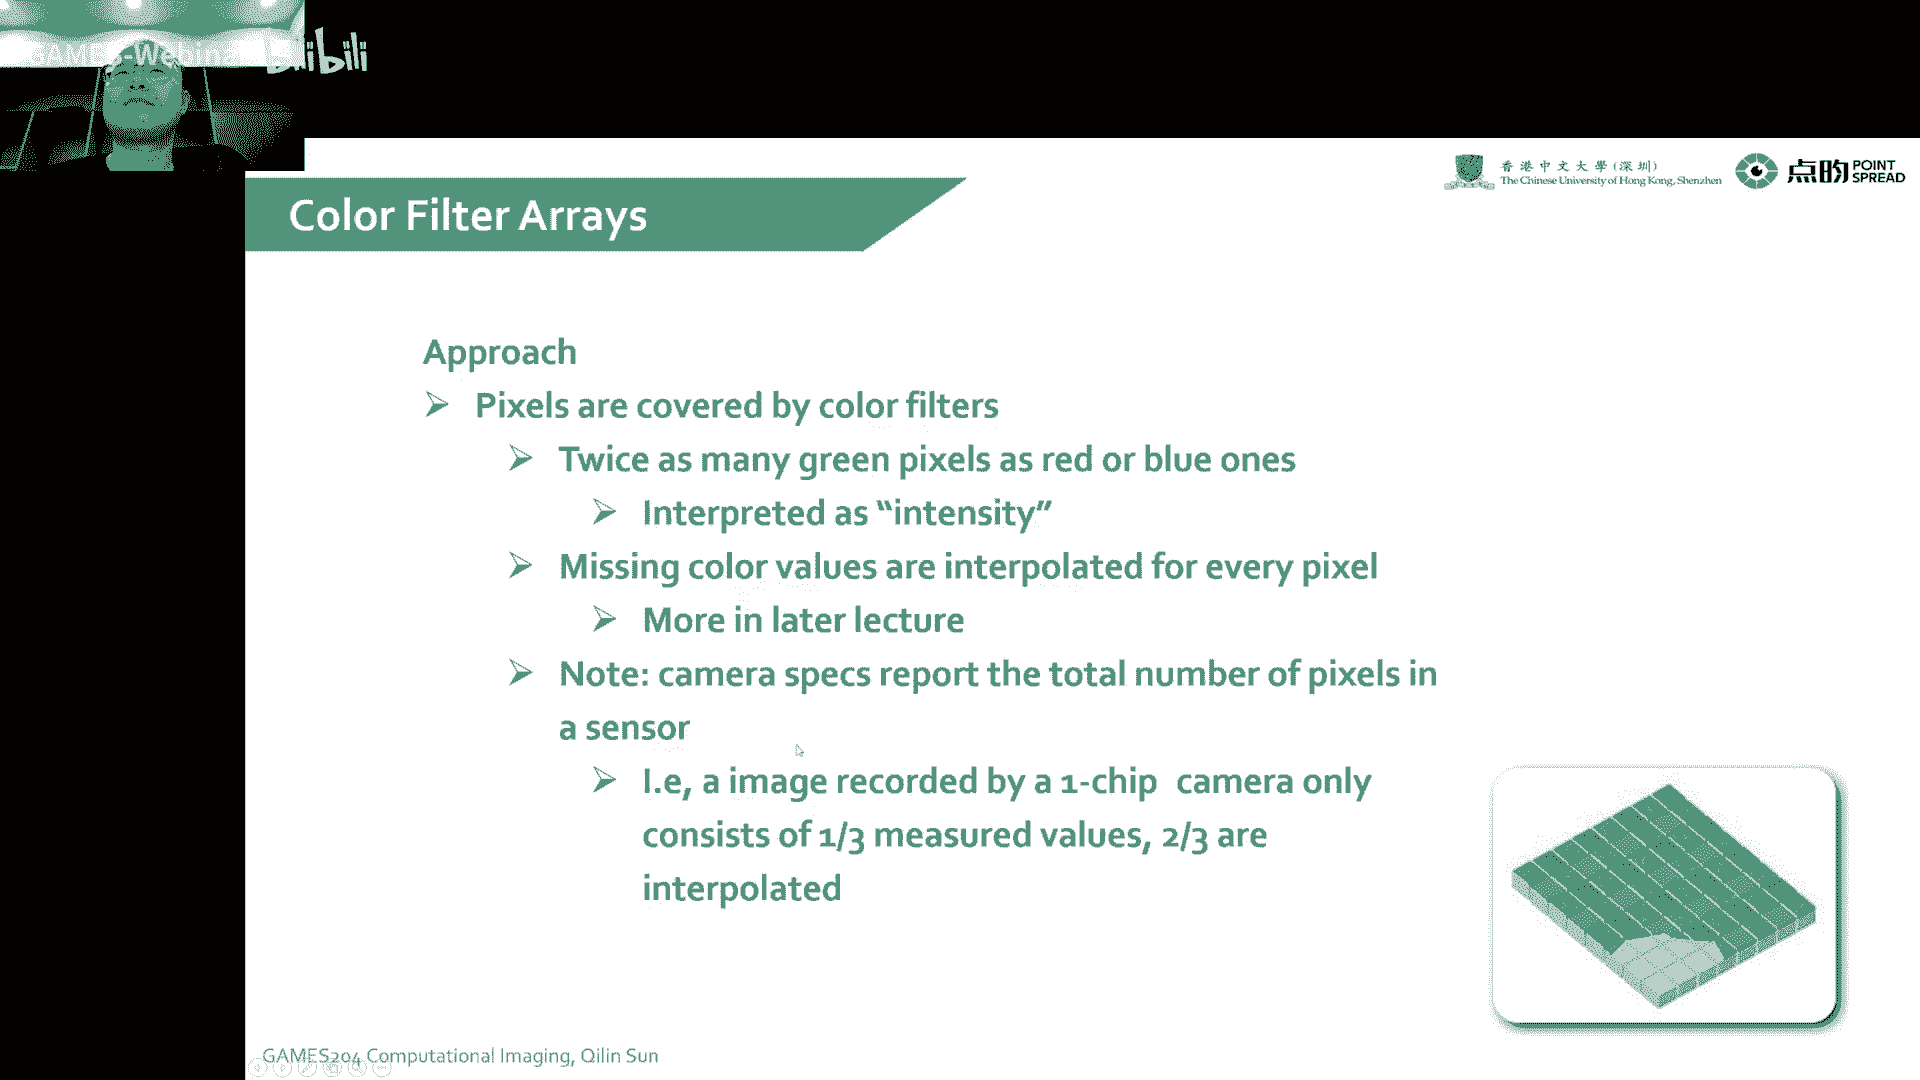 GAMES-Webinar
bilibili
香港中文大學(深圳)
The Chinese University of Hong Kong, Shenzhen
点昀 POINT
SPREAD
Color Filter Arrays
Approach
Pixels are covered by color filters
Twice as many green pixels as red or blue ones
Interpreted as “intensity”
Missing color values are interpolated for every pixel
More in later lecture
Note: camera specs report the total number of pixels in
a sensor
I.e, a image recorded by a 1-chip camera only
consists of 1/3 measured values, 2/3 are
interpolated
GAMES204 Computational Imaging, Qilin Sun